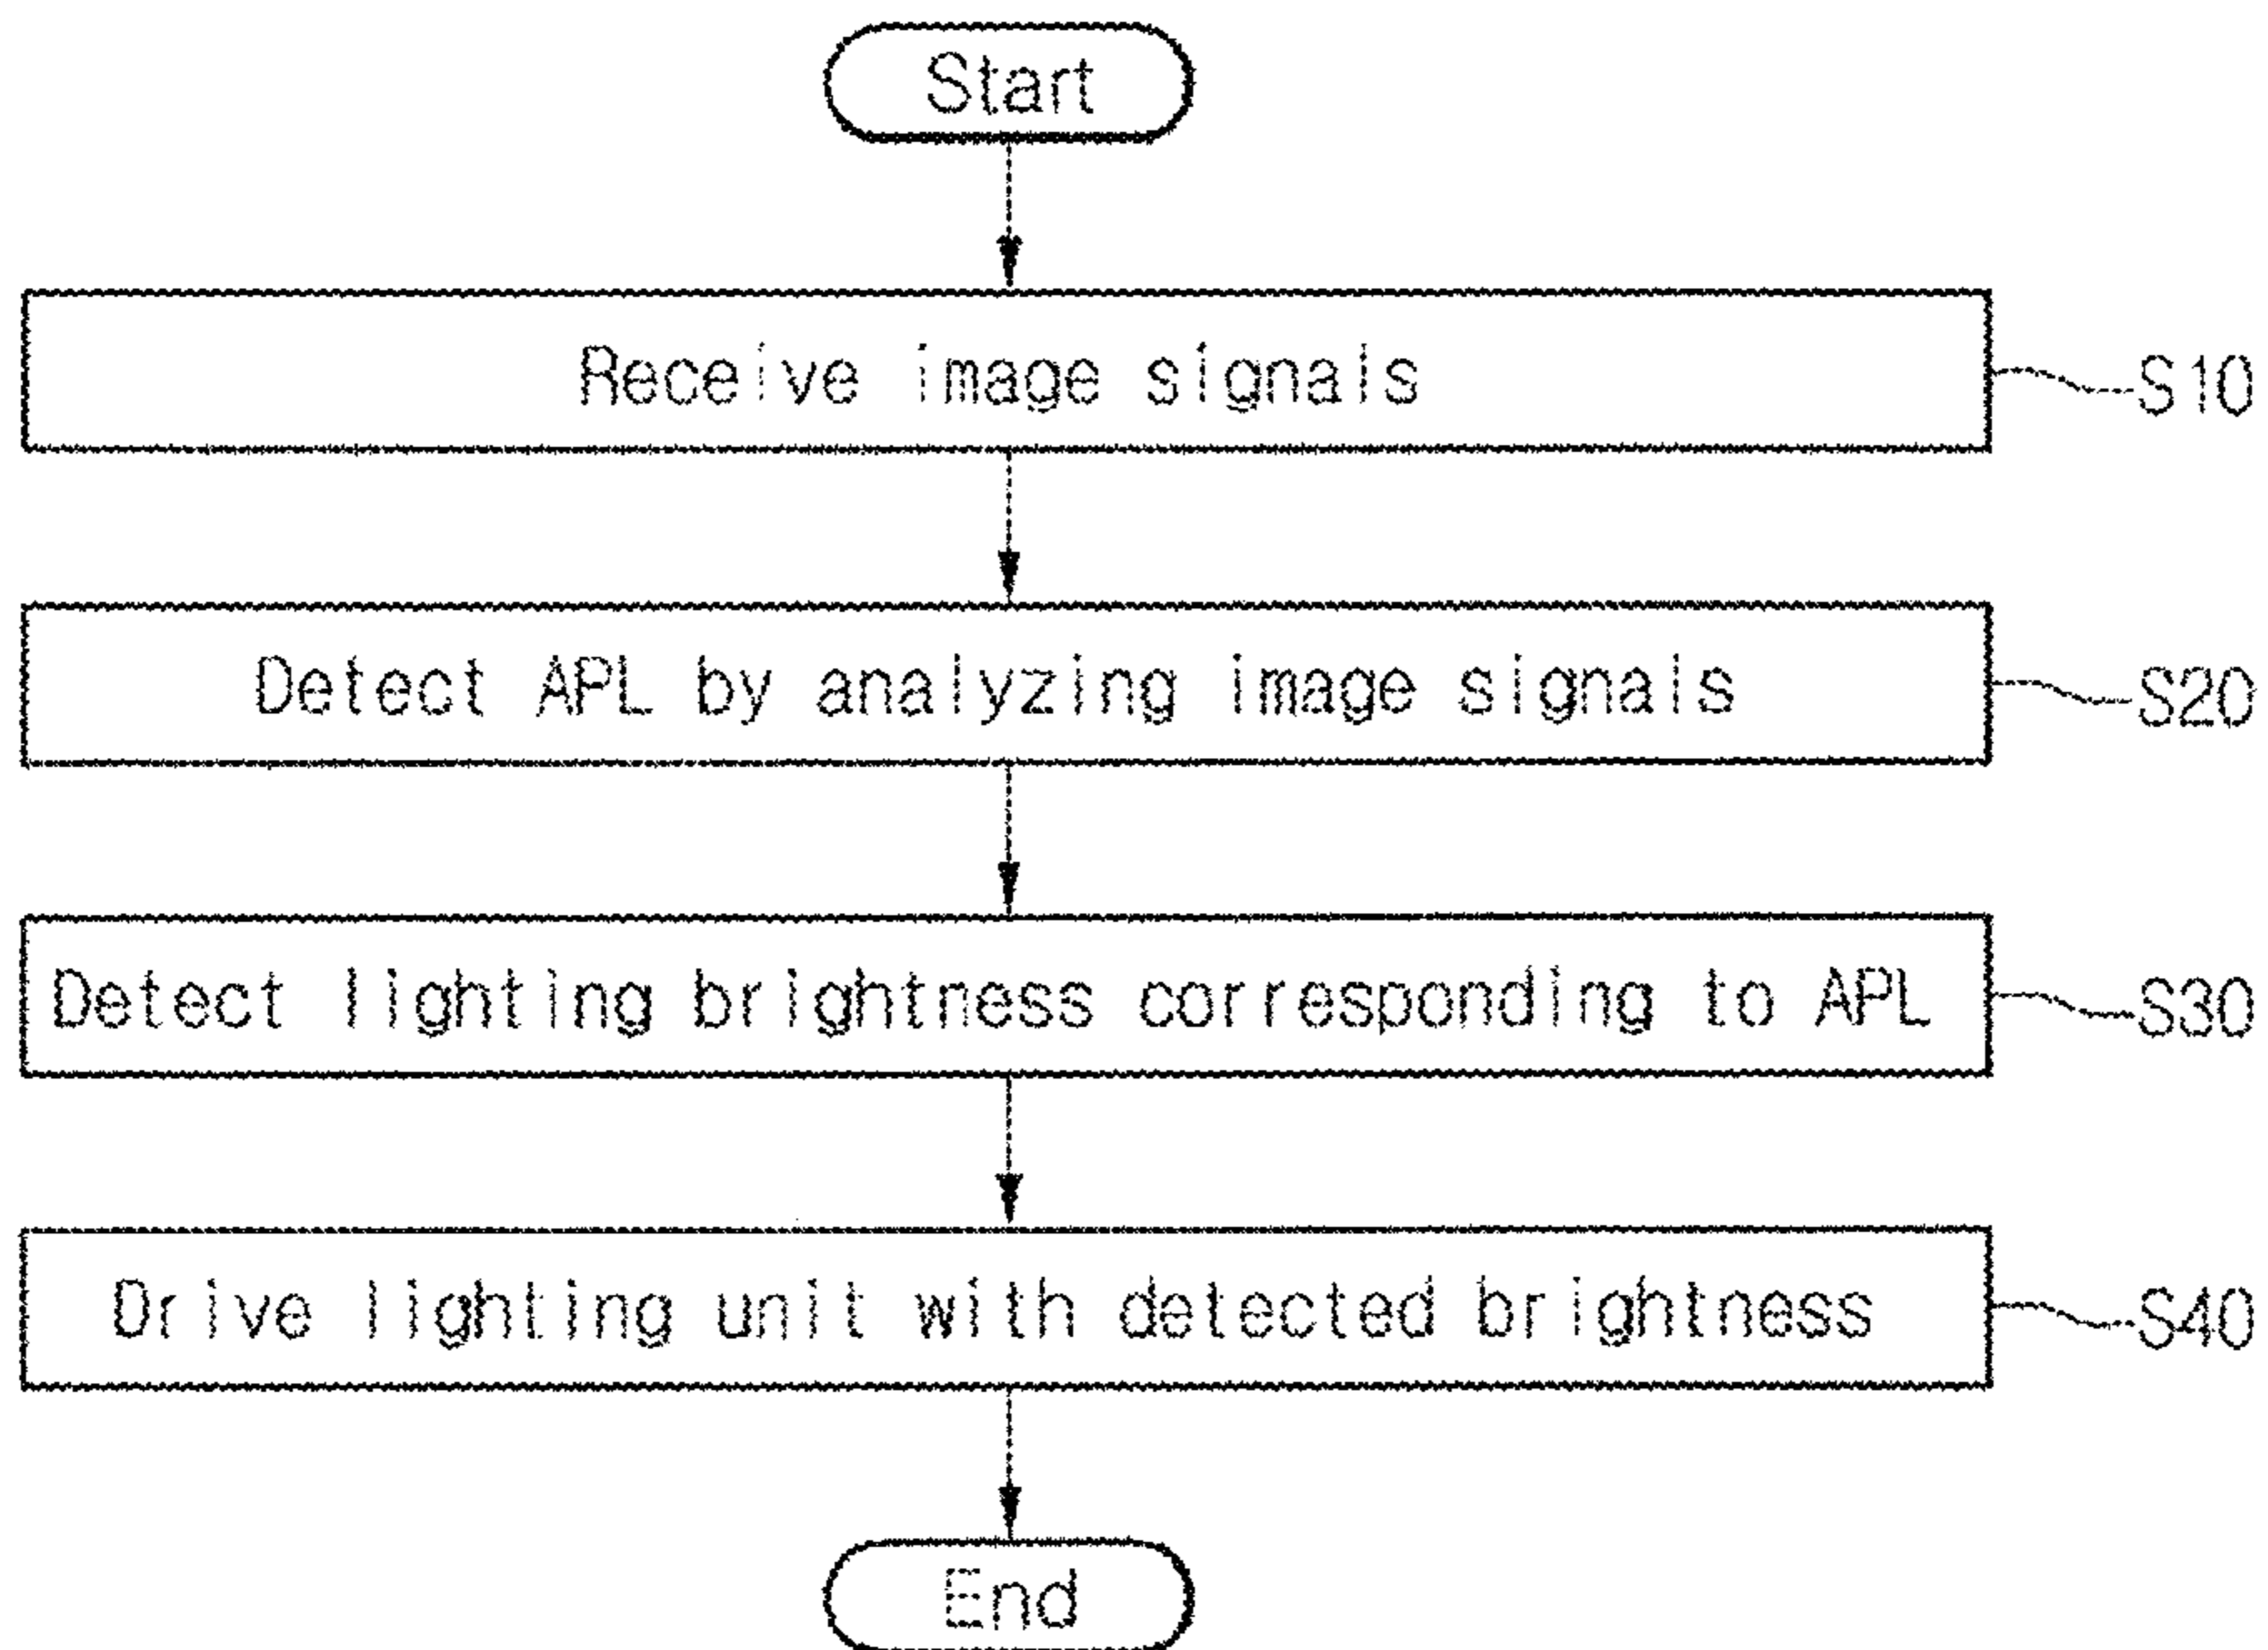 Start
Receive image signals
S10
Detect APL by analyzing image signals
S20
Detect lighting brightness corresponding to APL
S30
Drive lighting unit with detected brightness
S40
End